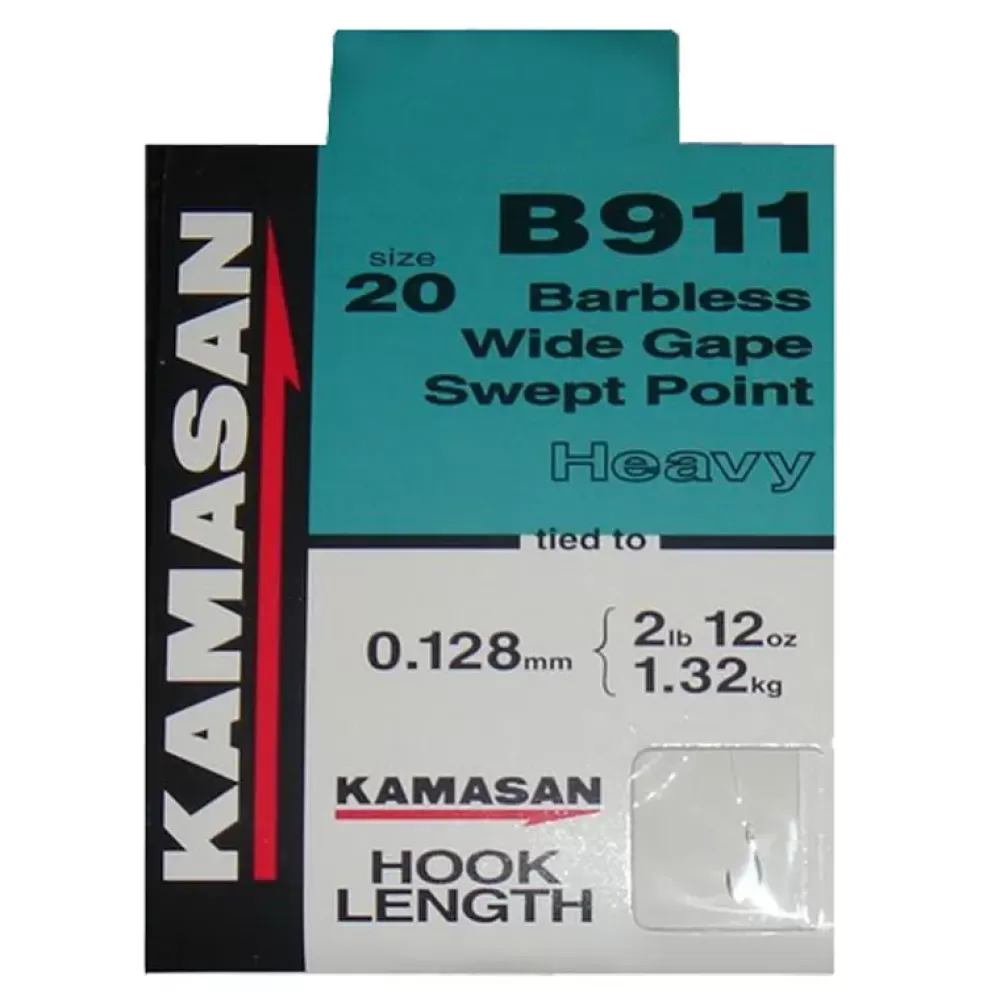 KAMASAN
B911
size
20
Barbless
Wide Gape
Swept Point
Heavy
tied to
0.128mm
2lb 12oz
1.32kg
KAMASAN
HOOK
LENGTH